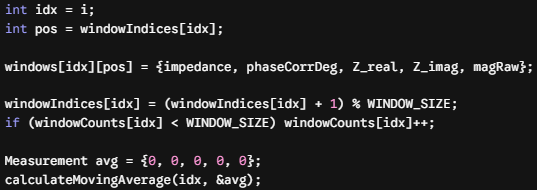 int idx = i;
int pos = windowIndices[idx];
windows[idx][pos] = {impedance, phaseCorrDeg, Z_real, Z_imag, magRaw};
windowIndices[idx] = (windowIndices[idx] + 1) % WINDOW_SIZE;
if (windowCounts[idx] < WINDOW_SIZE) windowCounts[idx]++;
Measurement avg = {0, 0, 0, 0, 0};
calculateMovingAverage(idx, &avg);